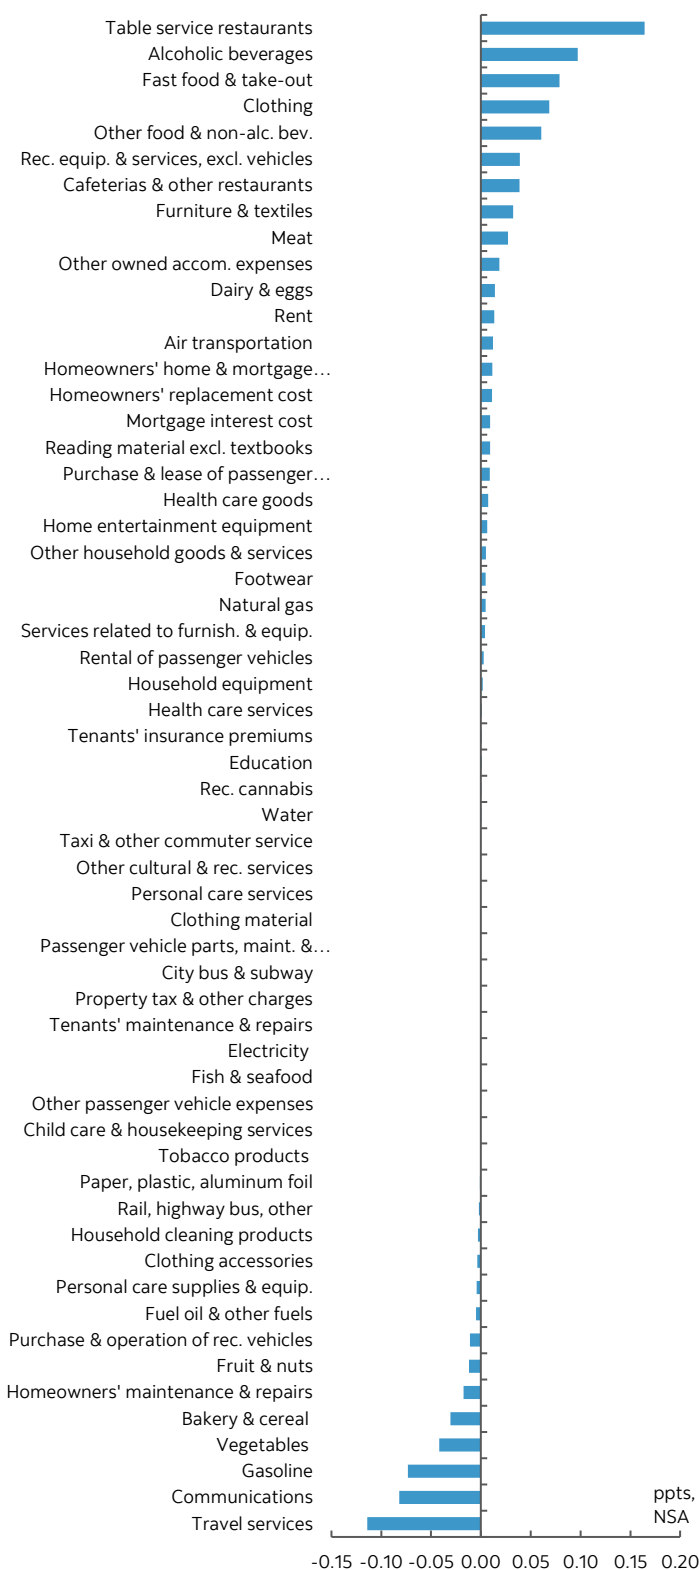 Table service restaurants
Alcoholic beverages
Fast food & take-out
Clothing
Other food & non-alc. bev.
Rec. equip. & services, excl. vehicles
Cafeterias & other restaurants
Furniture & textiles
Meat
Other owned accom. expenses
Dairy & eggs
Rent
Air transportation
Homeowners' home & mortgage…
Homeowners' replacement cost
Mortgage interest cost
Reading material excl. textbooks
Purchase & lease of passenger…
Health care goods
Home entertainment equipment
Other household goods & services
Footwear
Natural gas
Services related to furnish. & equip.
Rental of passenger vehicles
Household equipment
Health care services
Tenants' insurance premiums
Education
Rec. cannabis
Water
Taxi & other commuter service
Other cultural & rec. services
Personal care services
Clothing material
Passenger vehicle parts, maint. &…
City bus & subway
Property tax & other charges
Tenants' maintenance & repairs
Electricity
Fish & seafood
Other passenger vehicle expenses
Child care & housekeeping services
Tobacco products
Paper, plastic, aluminum foil
Rail, highway bus, other
Household cleaning products
Clothing accessories
Personal care supplies & equip.
Fuel oil & other fuels
Purchase & operation of rec. vehicles
Fruit & nuts
Homeowners' maintenance & repairs
Bakery & cereal
Vegetables
Gasoline
Communications
Travel services
ppts,
NSA
-0.15 -0.10 -0.05 0.00 0.05 0.10 0.15 0.20